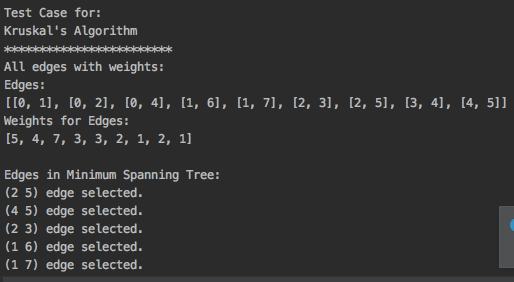 Test Case for:
Kruskal's Algorithm
************************
All edges with weights:
Edges:
[[0, 1], [0, 2], [0, 4], [1, 6], [1, 7], [2, 3], [2, 5], [3, 4], [4, 5]]
Weights for Edges:
[5, 4, 7, 3, 3, 2, 1, 2, 1]
Edges in Minimum Spanning Tree:
(2 5) edge selected.
(4 5) edge selected.
(2 3) edge selected.
(1 6) edge selected.
(1 7) edge selected.